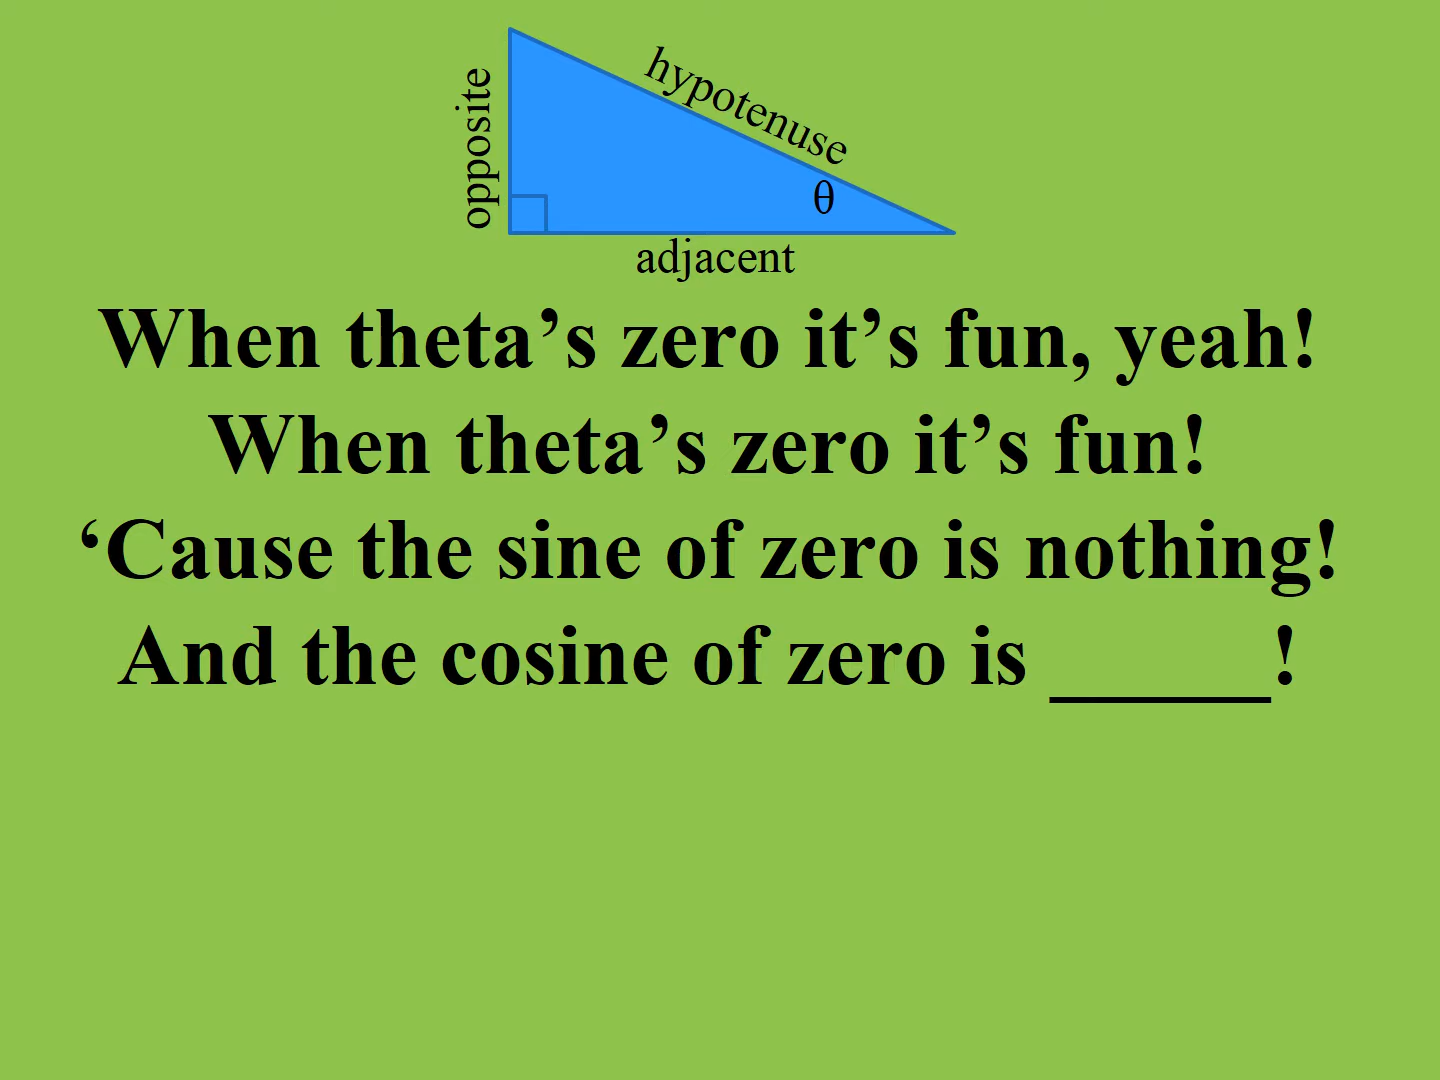 opposite
hypotenuse
θ
adjacent
When theta’s zero it’s fun, yeah!
When theta’s zero it’s fun!
‘Cause the sine of zero is nothing!
And the cosine of zero is _____!